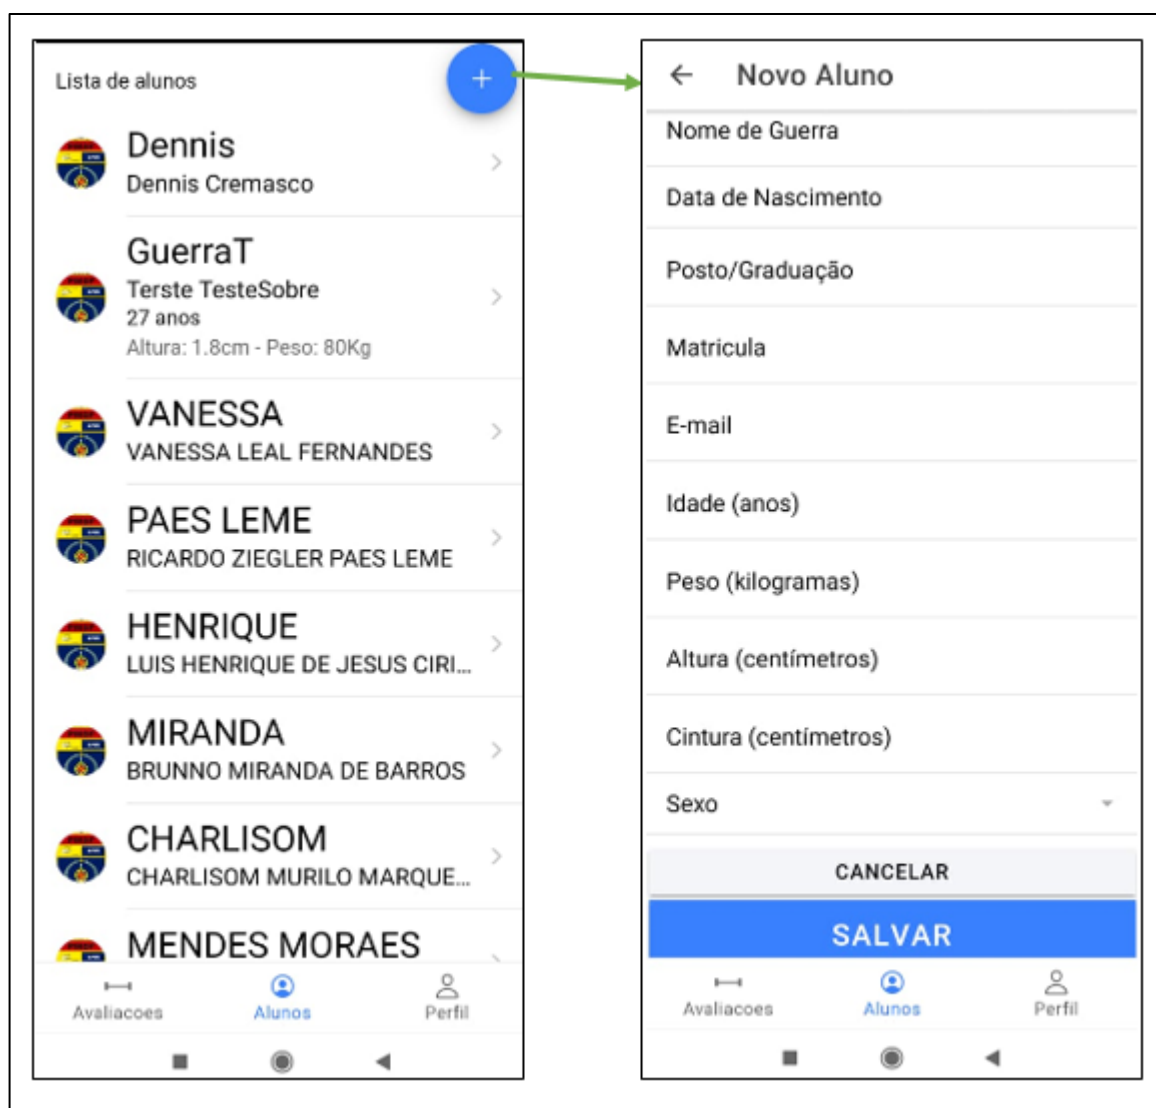 Lista de alunos
+
Dennis
Dennis Cremasco
GuerraT
Terste TesteSobre
27 anos
Altura: 1.8cm - Peso: 80Kg
VANESSA
VANESSA LEAL FERNANDES
PAES LEME
RICARDO ZIEGLER PAES LEME
HENRIQUE
LUIS HENRIQUE DE JESUS CIRI...
MIRANDA
BRUNNO MIRANDA DE BARROS
CHARLISOM
CHARLISOM MURILO MARQUE...
MENDES MORAES
Avaliacoes
Alunos
Perfil
Novo Aluno
Nome de Guerra
Data de Nascimento
Posto/Graduação
Matricula
E-mail
Idade (anos)
Peso (kilogramas)
Altura (centímetros)
Cintura (centímetros)
Sexo
CANCELAR
SALVAR
Avaliacoes
Alunos
Perfil